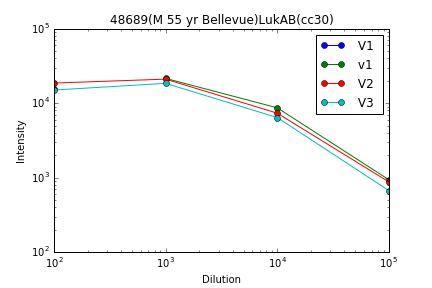 48689(M 55 yr Bellevue)LukAB(cc30)
10^5
10^4
10^3
10^2
Intensity
V1
v1
V2
V3
10^2 10^3 10^4 10^5
Dilution